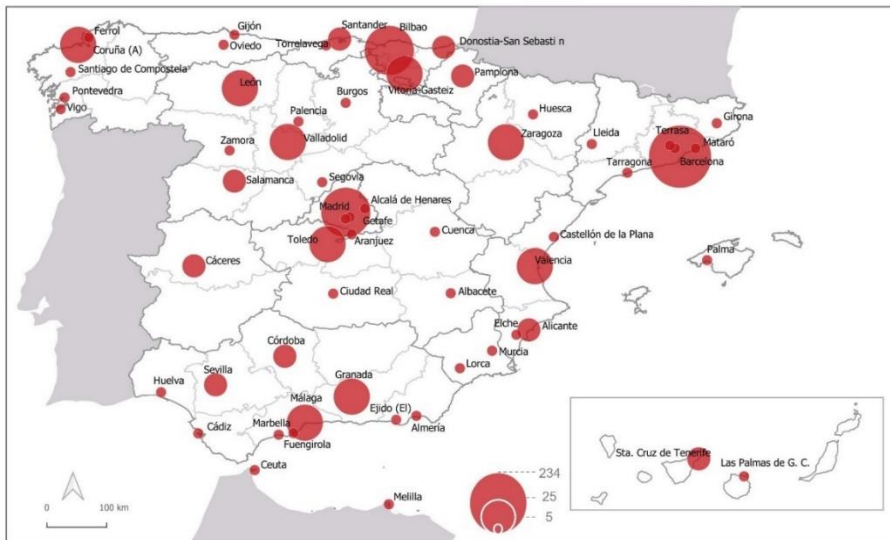 Gijón
Santander
Bilbao
Ferrol
Coruña (A)
Oviedo
Torrelavega
Donostia-San Sebasti n
Santiago de Compostela
León
Vitoria-Gasteiz
Pamplona
Pontevedra
Vigo
Burgos
Palencia
Huesca
Girona
Zamora
Valladolid
Zaragoza
Lleida
Terrasa
Mataró
Barcelona
Tarragona
Salamanca
Segovia
Madrid
Alcalá de Henares
Getafe
Toledo
Aranjuez
Cuenca
Castellón de la Plana
Cáceres
Valencia
Palma
Ciudad Real
Albacete
Elche
Alicante
Córdoba
Murcia
Lorca
Sevilla
Granada
Huelva
Málaga
Ejido (El)
Cádiz
Marbella
Almería
Fuengirola
Ceuta
Melilla
Sta. Cruz de Tenerife
Las Palmas de G. C.
234
25
5
0 100 km